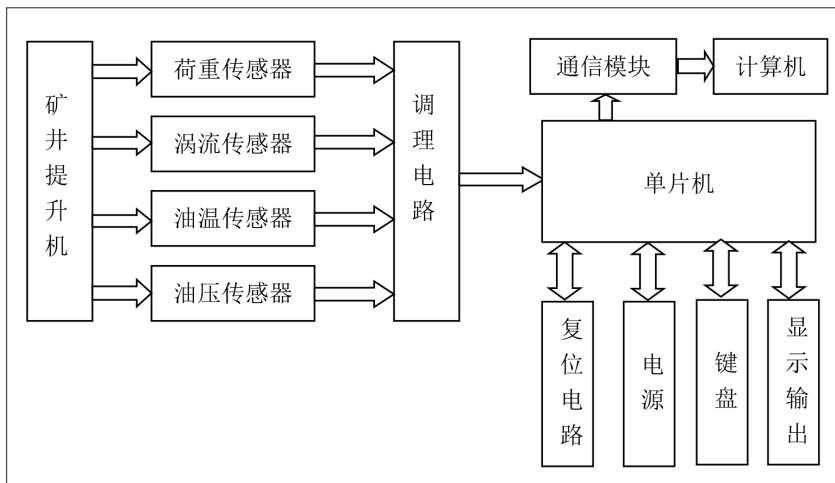 矿井提升机
荷重传感器
涡流传感器
油温传感器
油压传感器
调理电路
通信模块
计算机
单片机
复位电路
电源
键盘
显示输出